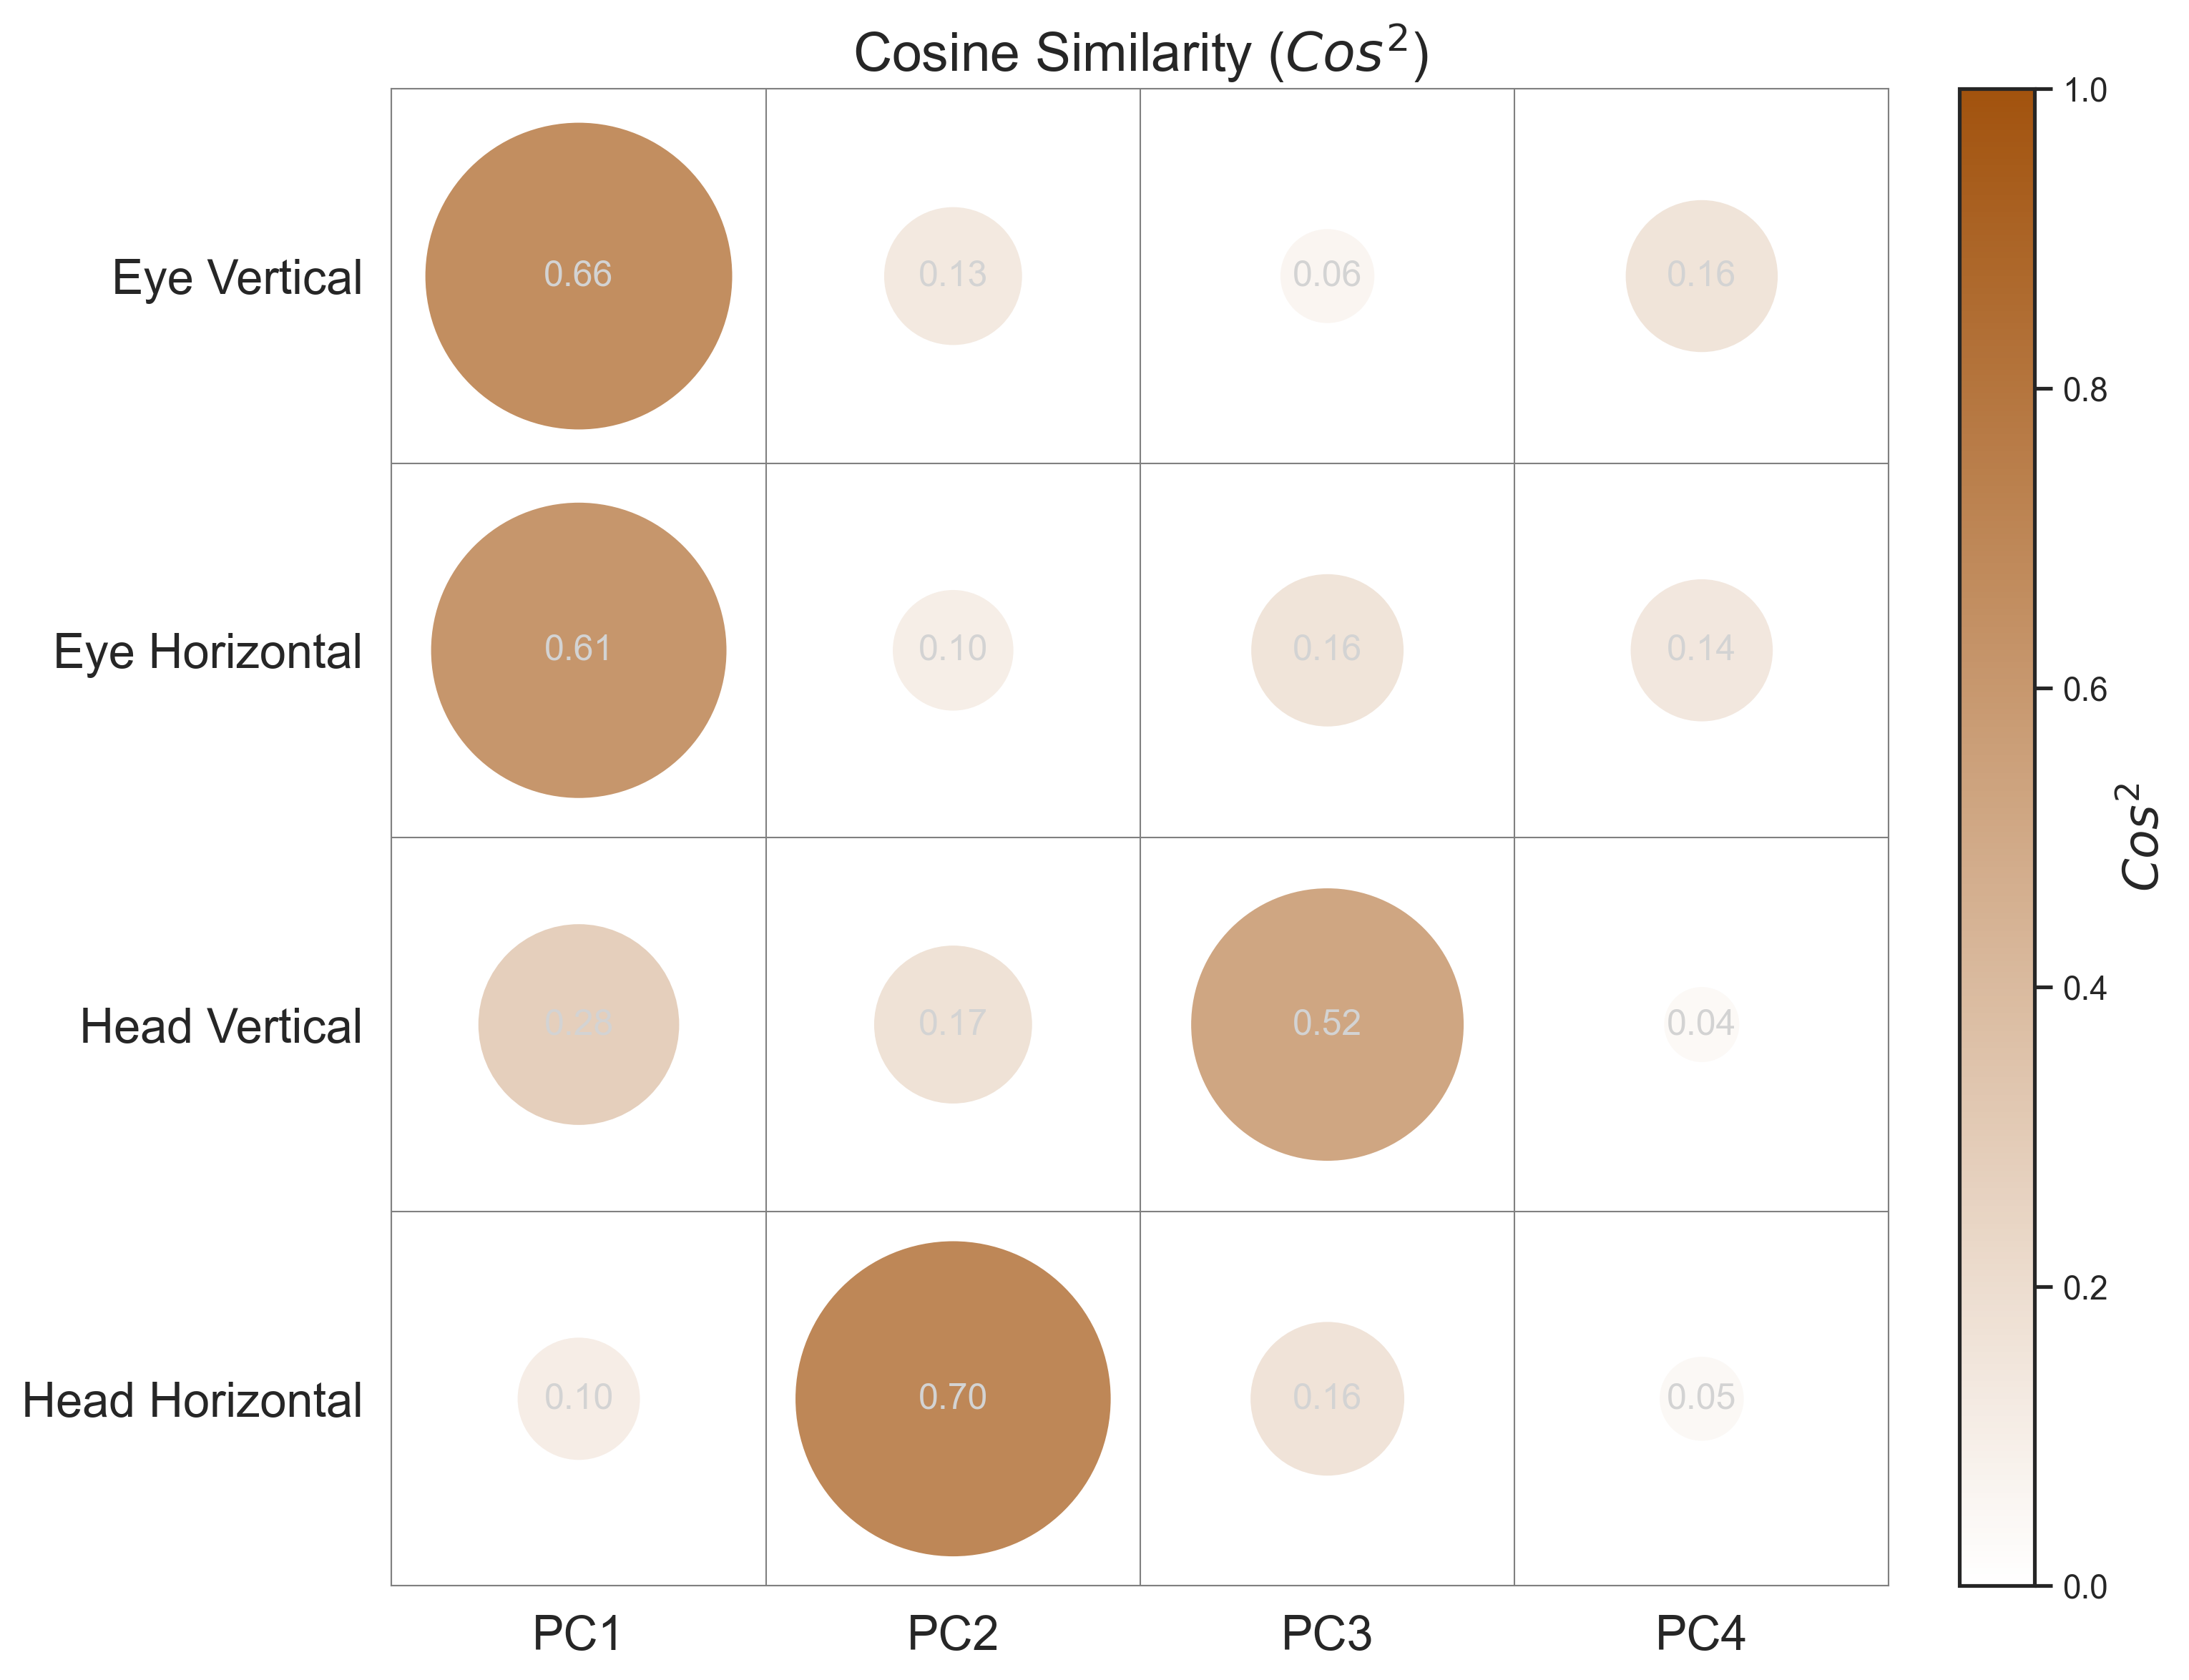 Cosine Similarity (Cos²)
Eye Vertical 0.66 0.13 0.06 0.16
Eye Horizontal 0.61 0.10 0.16 0.14
Head Vertical 0.28 0.17 0.52 0.04
Head Horizontal 0.10 0.70 0.16 0.05
PC1 PC2 PC3 PC4
1.0
0.8
0.6
0.4
0.2
0.0
Cos²